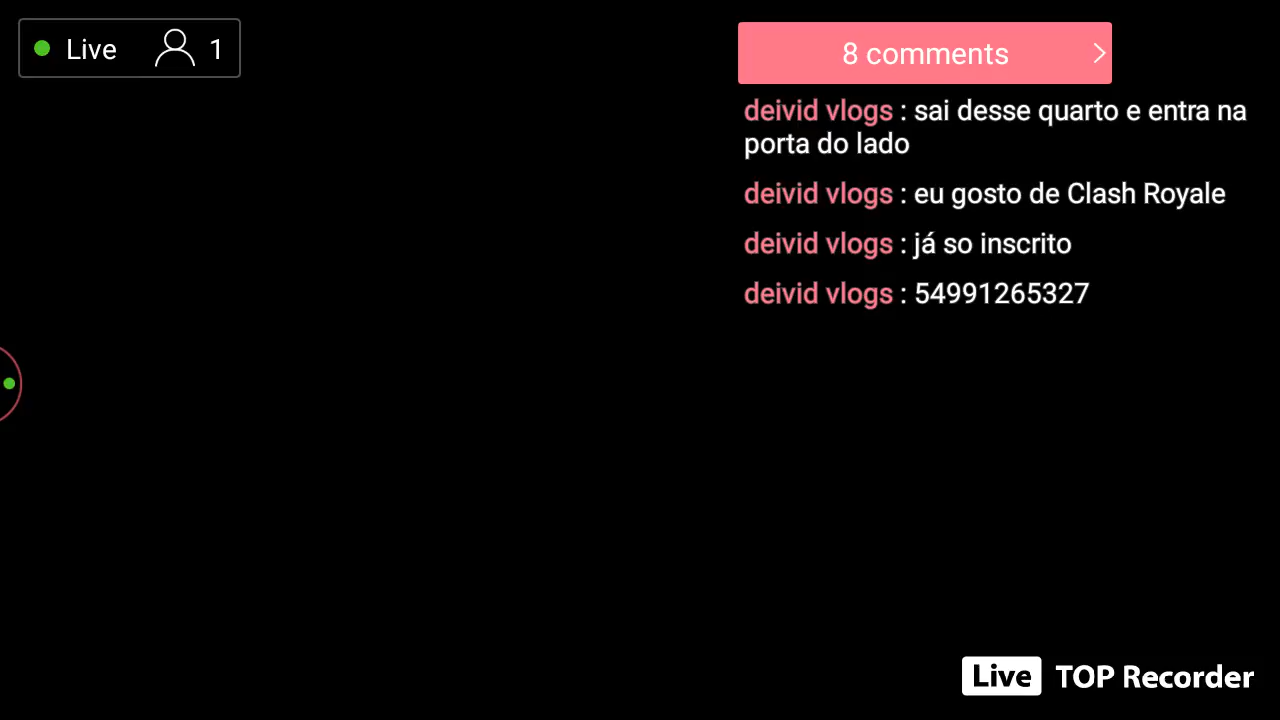 Live 1
8 comments
deivid vlogs : sai desse quarto e entra na
porta do lado
deivid vlogs : eu gosto de Clash Royale
deivid vlogs : já so inscrito
deivid vlogs : 54991265327
Live TOP Recorder